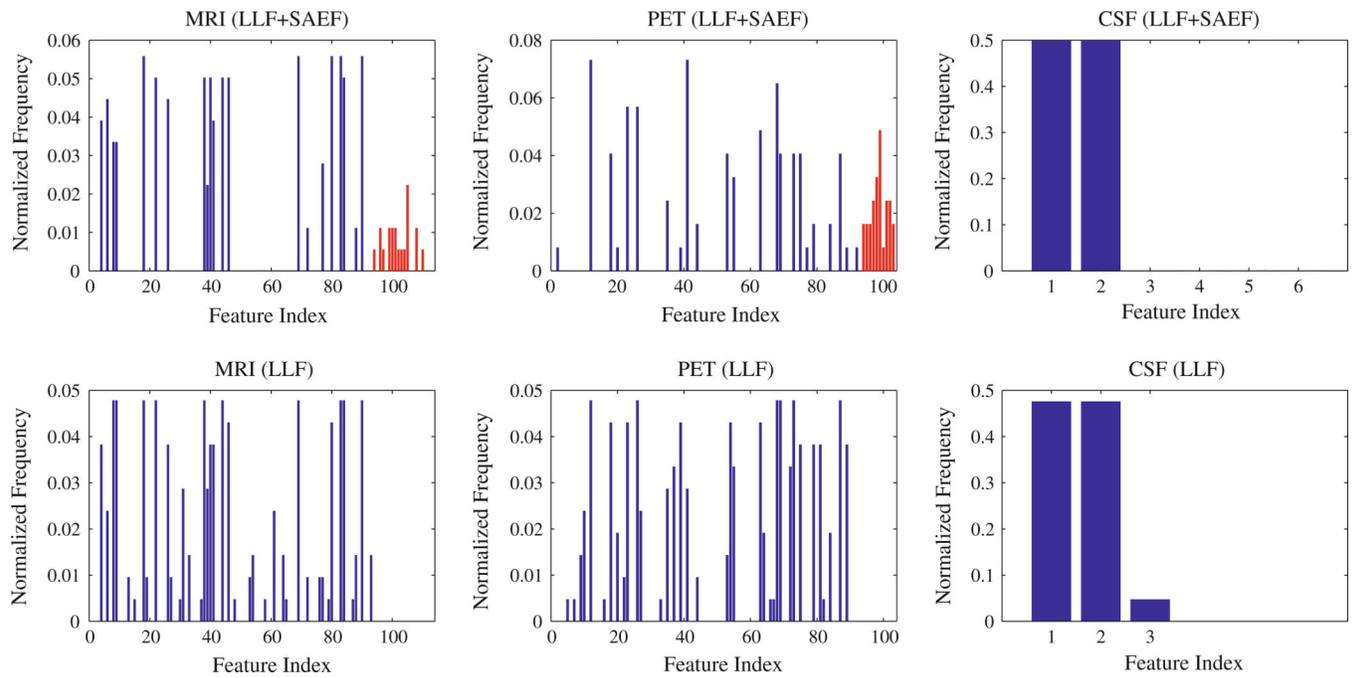 MRI (LLF+SAEF)
PET (LLF+SAEF)
CSF (LLF+SAEF)
Normalized Frequency
0.06
0.05
0.04
0.03
0.02
0.01
0
0 20 40 60 80 100
Feature Index
Normalized Frequency
0.08
0.06
0.04
0.02
0
0 20 40 60 80 100
Feature Index
Normalized Frequency
0.5
0.4
0.3
0.2
0.1
0
1 2 3 4 5 6
Feature Index
MRI (LLF)
PET (LLF)
CSF (LLF)
Normalized Frequency
0.05
0.04
0.03
0.02
0.01
0
0 20 40 60 80 100
Feature Index
Normalized Frequency
0.05
0.04
0.03
0.02
0.01
0
0 20 40 60 80 100
Feature Index
Normalized Frequency
0.5
0.4
0.3
0.2
0.1
0
1 2 3
Feature Index